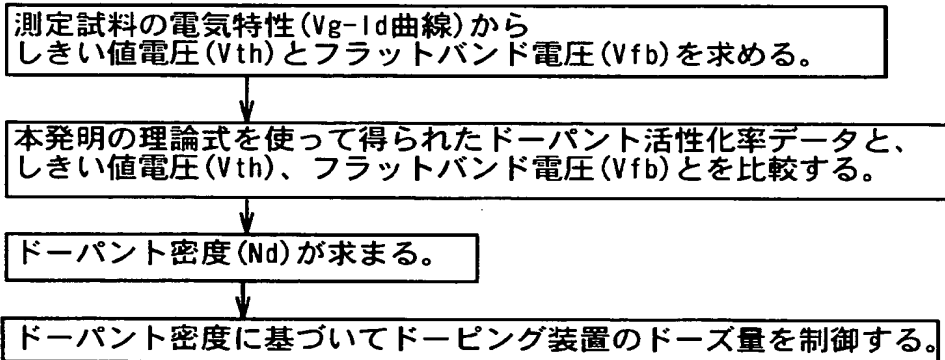 測定試料の電気特性(Vg-Id曲線)から
しきい値電圧(Vth)とフラットバンド電圧(Vfb)を求める。
本発明の理論式を使って得られたドーパント活性化率データと、
しきい値電圧(Vth)、フラットバンド電圧(Vfb)とを比較する。
ドーパント密度(Nd)が求まる。
ドーパント密度に基づいてドーピング装置のドーズ量を制御する。